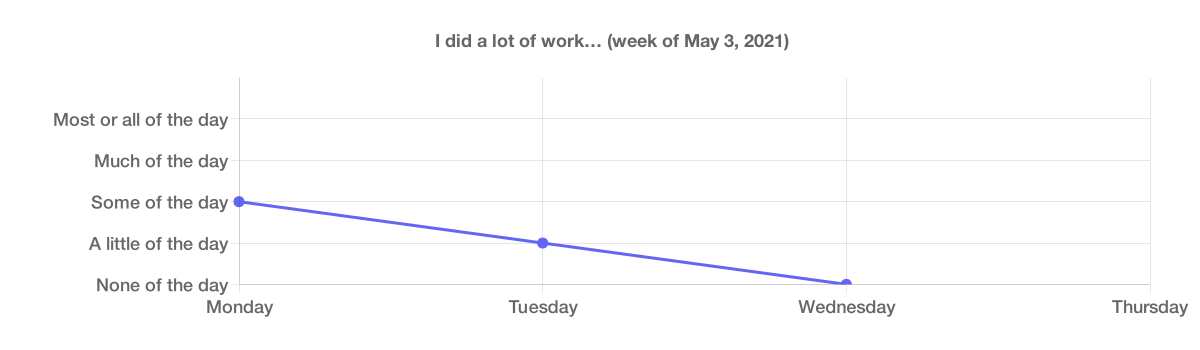 I did a lot of work… (week of May 3, 2021)
Most or all of the day
Much of the day
Some of the day
A little of the day
None of the day
Monday Tuesday Wednesday Thursday